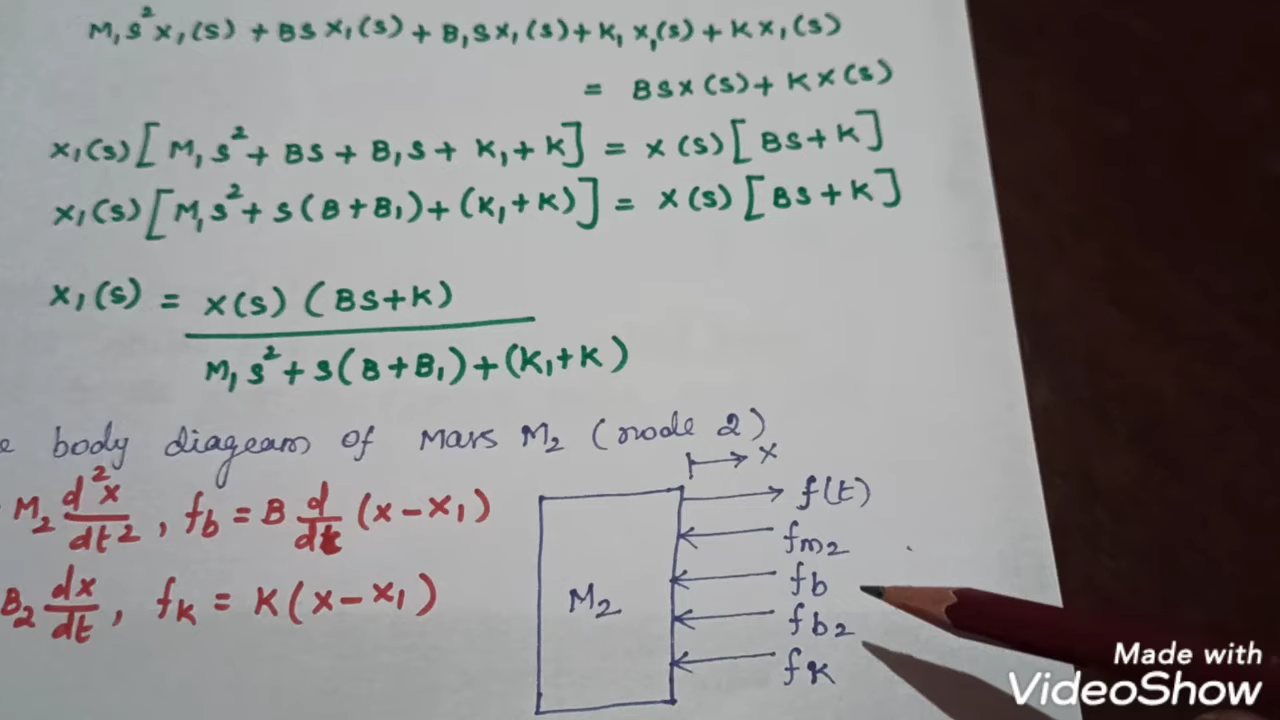 M₁s²x₁(s) + BSX₁(s) + B₁SX₁(s) + K₁X₁(s) + KX₁(s)
= BSX(s) + KX(s)
X₁(s)[M₁s² + BS + B₁S + K₁ + K] = X(s)[BS + K]
X₁(s)[M₁s² + S(B + B₁) + (K₁ + K)] = X(s)[BS + K]
X₁(s) = X(s) (BS+K)
M₁s² + S(B + B₁) + (K₁ + K)
body diagram of Mass M₂ (node 2)
x
M₂ d²x/dt² , fb = B d/dt (x - x₁)
B₂ dx/dt , fk = K(x - x₁)
M₂
f(t)
fm₂
fb
fb₂
fk
Made with
VideoShow